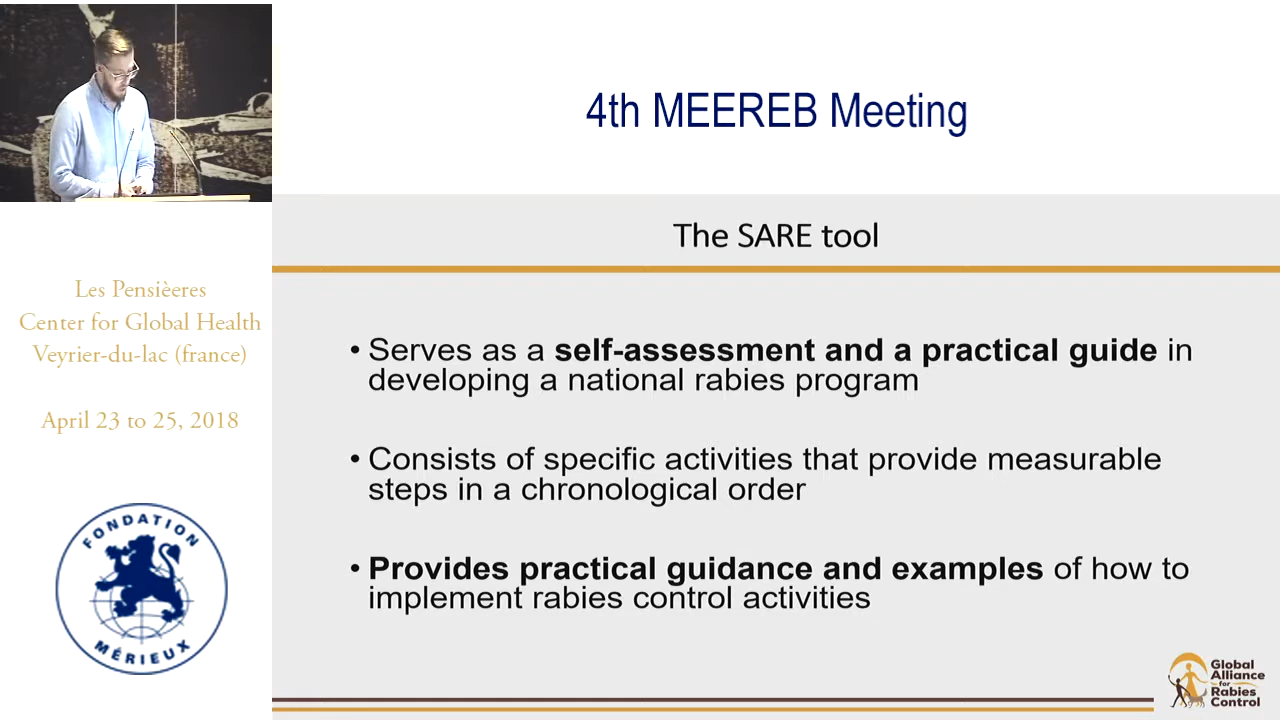 4th MEEREB Meeting
The SARE tool
• Serves as a self-assessment and a practical guide in
developing a national rabies program
• Consists of specific activities that provide measurable
steps in a chronological order
• Provides practical guidance and examples of how to
implement rabies control activities
Les Pensièeres
Center for Global Health
Veyrier-du-lac (france)
April 23 to 25, 2018
FONDATION
MÉRIEUX
Global
Alliance
for
Rabies
Control